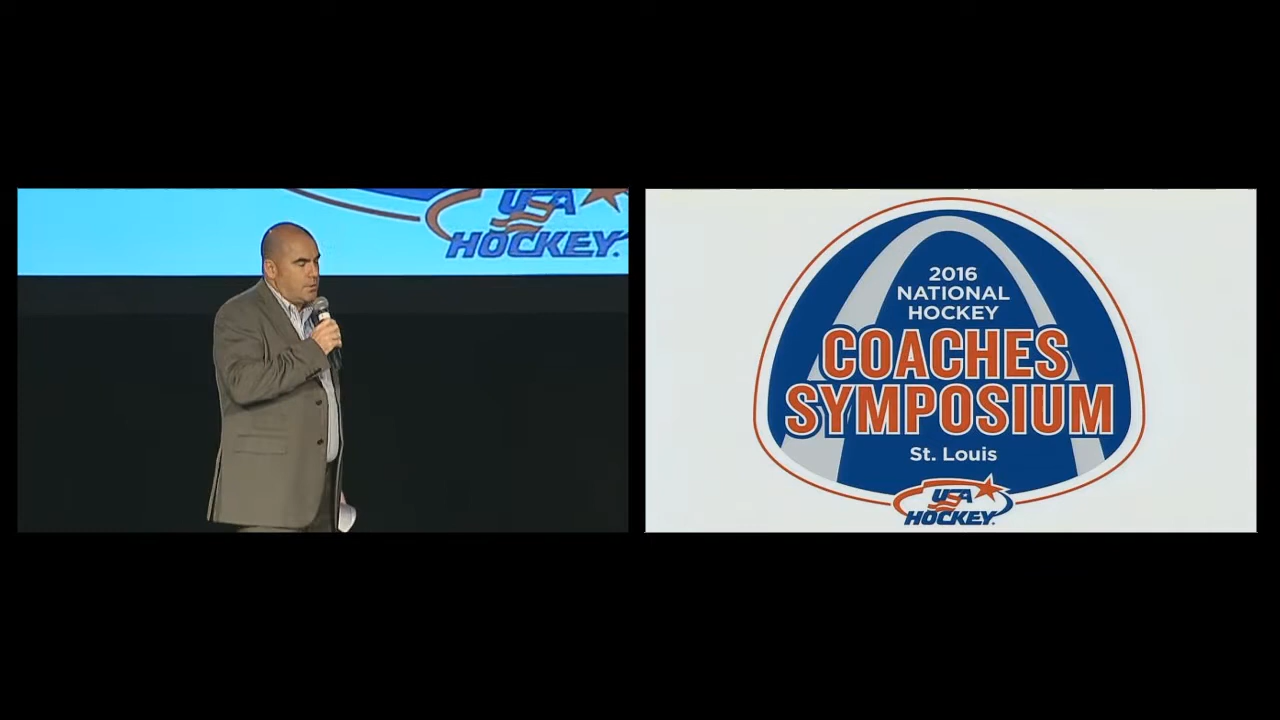 USA
HOCKEY.
2016
NATIONAL
HOCKEY
COACHES
SYMPOSIUM
St. Louis
USA
HOCKEY.